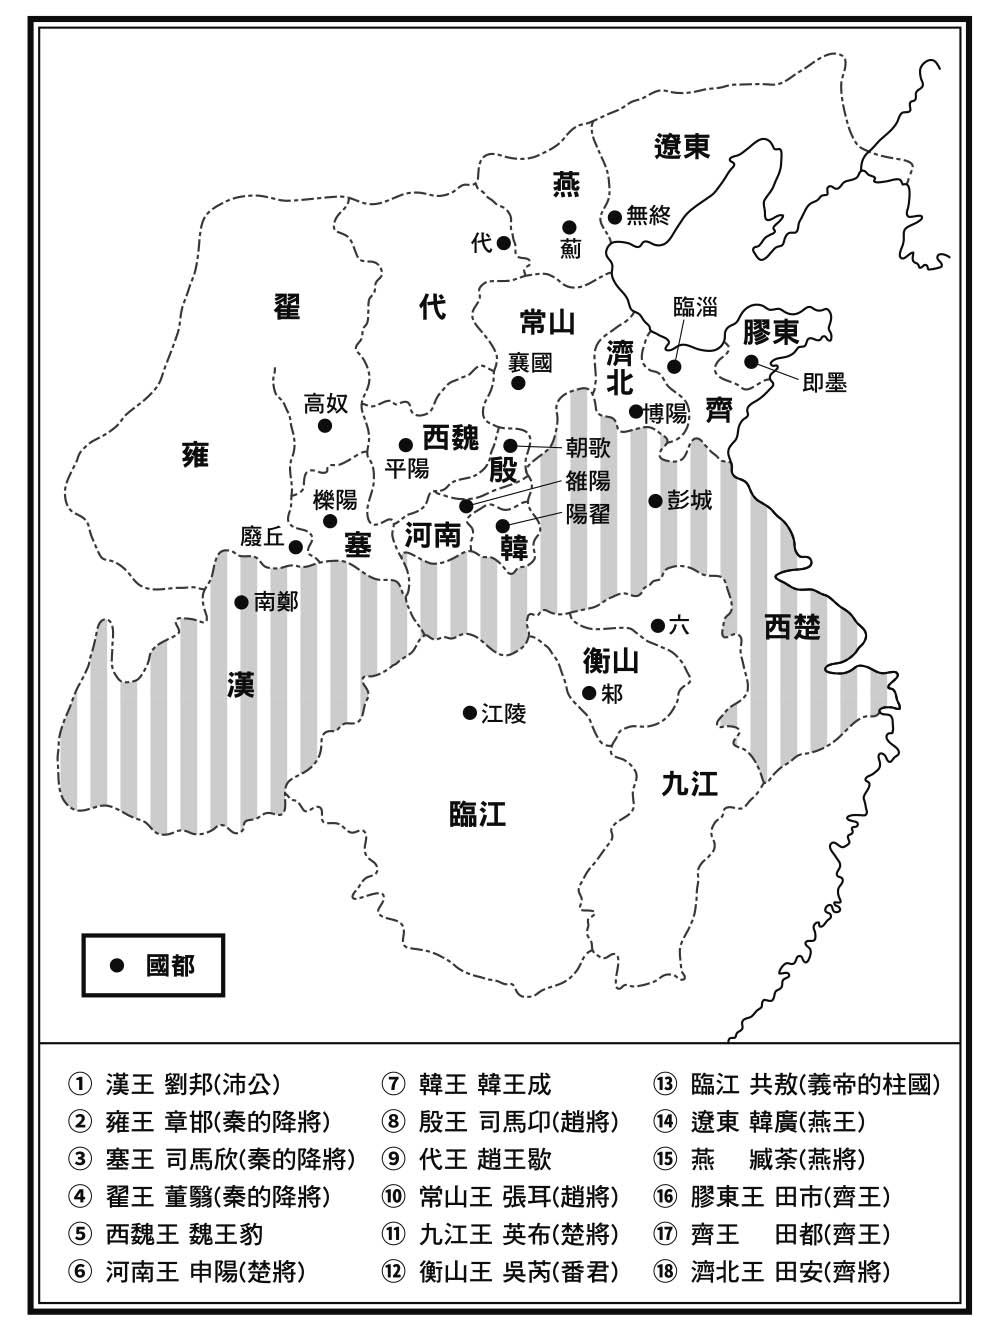 遼東
燕
無終
代
薊
臨淄
翟
代
常山
膠東
濟北
襄國
即墨
高奴
博陽
齊
西魏
雍
朝歌
平陽
殷
雒陽
櫟陽
彭城
陽翟
廢丘
塞
河南
韓
南鄭
六
西楚
衡山
漢
邾
江陵
九江
臨江
國都
① 漢王 劉邦(沛公)
② 雍王 章邯(秦的降將)
③ 塞王 司馬欣(秦的降將)
④ 翟王 董翳(秦的降將)
⑤ 西魏王 魏王豹
⑥ 河南王 申陽(楚將)
⑦ 韓王 韓王成
⑧ 殷王 司馬卬(趙將)
⑨ 代王 趙王歇
⑩ 常山王 張耳(趙將)
⑪ 九江王 英布(楚將)
⑫ 衡山王 吳芮(番君)
⑬ 臨江 共敖(義帝的柱國)
⑭ 遼東 韓廣(燕王)
⑮ 燕 臧荼(燕將)
⑯ 膠東王 田市(齊王)
⑰ 齊王 田都(齊王)
⑱ 濟北王 田安(齊將)